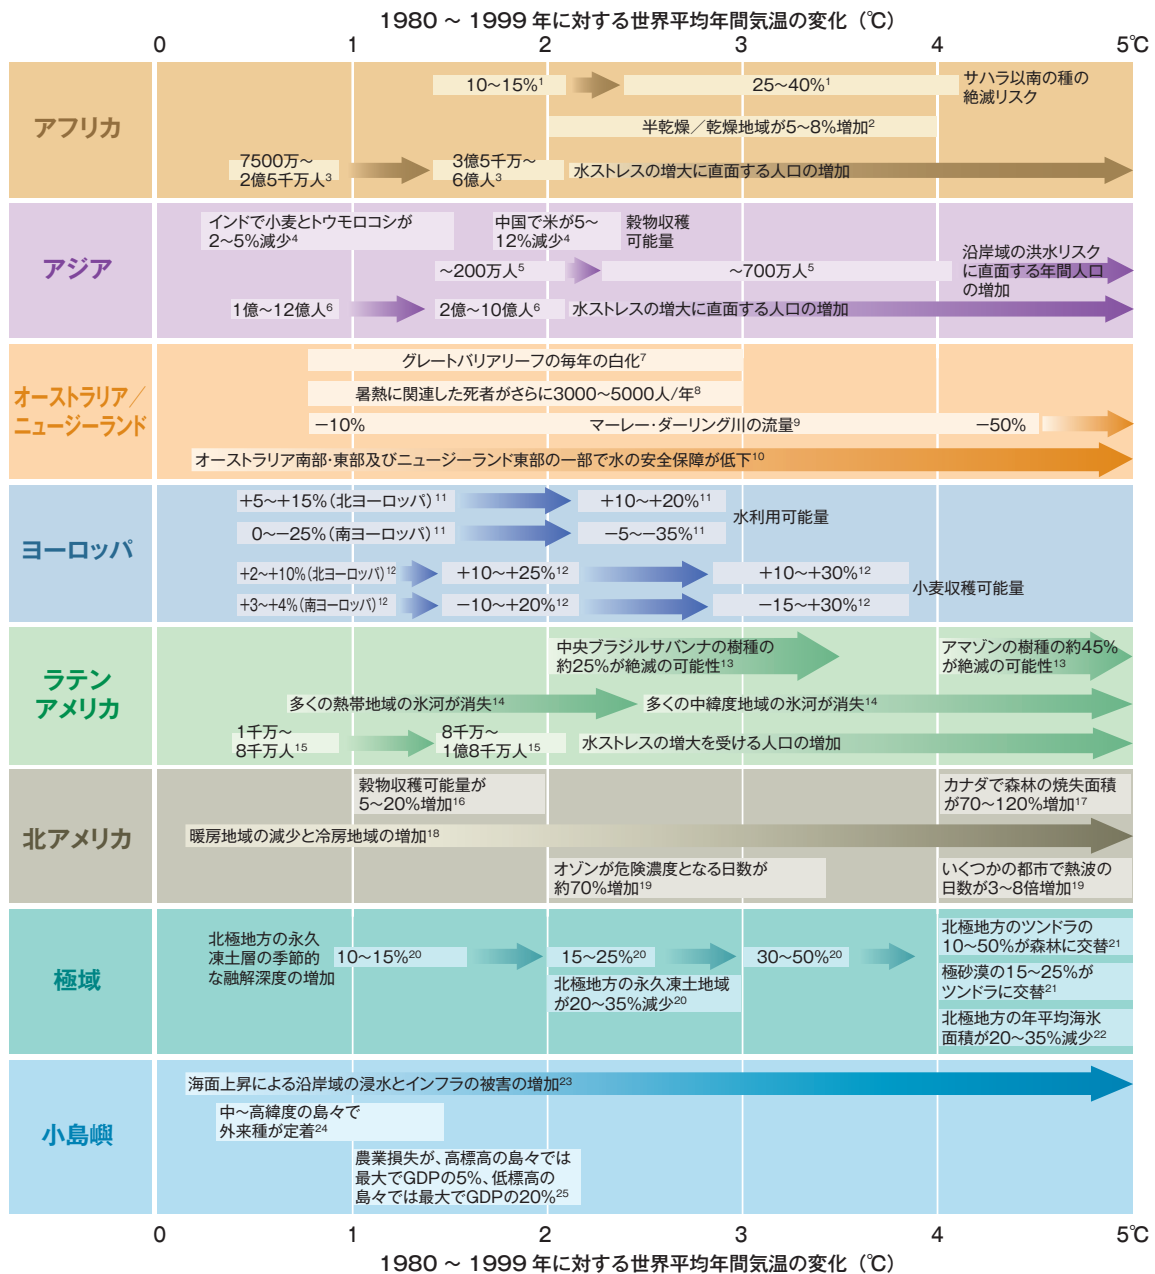 1980 ～ 1999 年に対する世界平均年間気温の変化（℃）
0 1 2 3 4 5℃
アフリカ
10～15%1
25～40%1
サハラ以南の種の
絶滅リスク
半乾燥／乾燥地域が5～8%増加2
7500万～
2億5千万人3
3億5千万～
6億人3
水ストレスの増大に直面する人口の増加
アジア
インドで小麦とトウモロコシが
2～5%減少4
中国で米が5～
12%減少4
穀物収穫
可能量
～200万人5
～700万人5
沿岸域の洪水リスク
に直面する年間人口
の増加
1億～12億人6
2億～10億人6
水ストレスの増大に直面する人口の増加
オーストラリア／
ニュージーランド
グレートバリアリーフの毎年の白化7
暑熱に関連した死者がさらに3000～5000人/年8
－10%
マーレー・ダーリング川の流量9
－50%
オーストラリア南部・東部及びニュージーランド東部の一部で水の安全保障が低下10
ヨーロッパ
＋5～＋15%（北ヨーロッパ）11
＋10～＋20%11
0～－25%（南ヨーロッパ）11
－5～－35%11
水利用可能量
＋2～＋10%（北ヨーロッパ）12
＋10～＋25%12
＋10～＋30%12
＋3～＋4%（南ヨーロッパ）12
－10～＋20%12
－15～＋30%12
小麦収穫可能量
ラテン
アメリカ
中央ブラジルサバンナの樹種の
約25%が絶滅の可能性13
アマゾンの樹種の約45%
が絶滅の可能性13
多くの熱帯地域の氷河が消失14
多くの中緯度地域の氷河が消失14
1千万～
8千万人15
8千万～
1億8千万人15
水ストレスの増大を受ける人口の増加
北アメリカ
穀物収穫可能量が
5～20%増加16
カナダで森林の焼失面積
が70～120%増加17
暖房地域の減少と冷房地域の増加18
オゾンが危険濃度となる日数が
約70%増加19
いくつかの都市で熱波の
日数が3～8倍増加19
極域
北極地方の永久
凍土層の季節的
な融解深度の増加
10～15%20
15～25%20
30～50%20
北極地方の永久凍土地域
が20～35%減少20
北極地方のツンドラの
10～50%が森林に交替21
極砂漠の15～25%が
ツンドラに交替21
北極地方の年平均海氷
面積が20～35%減少22
小島嶼
海面上昇による沿岸域の浸水とインフラの被害の増加23
中～高緯度の島々で
外来種が定着24
農業損失が、高標高の島々では
最大でGDPの5%、低標高の
島々では最大でGDPの20%25
0 1 2 3 4 5℃
1980 ～ 1999 年に対する世界平均年間気温の変化（℃）